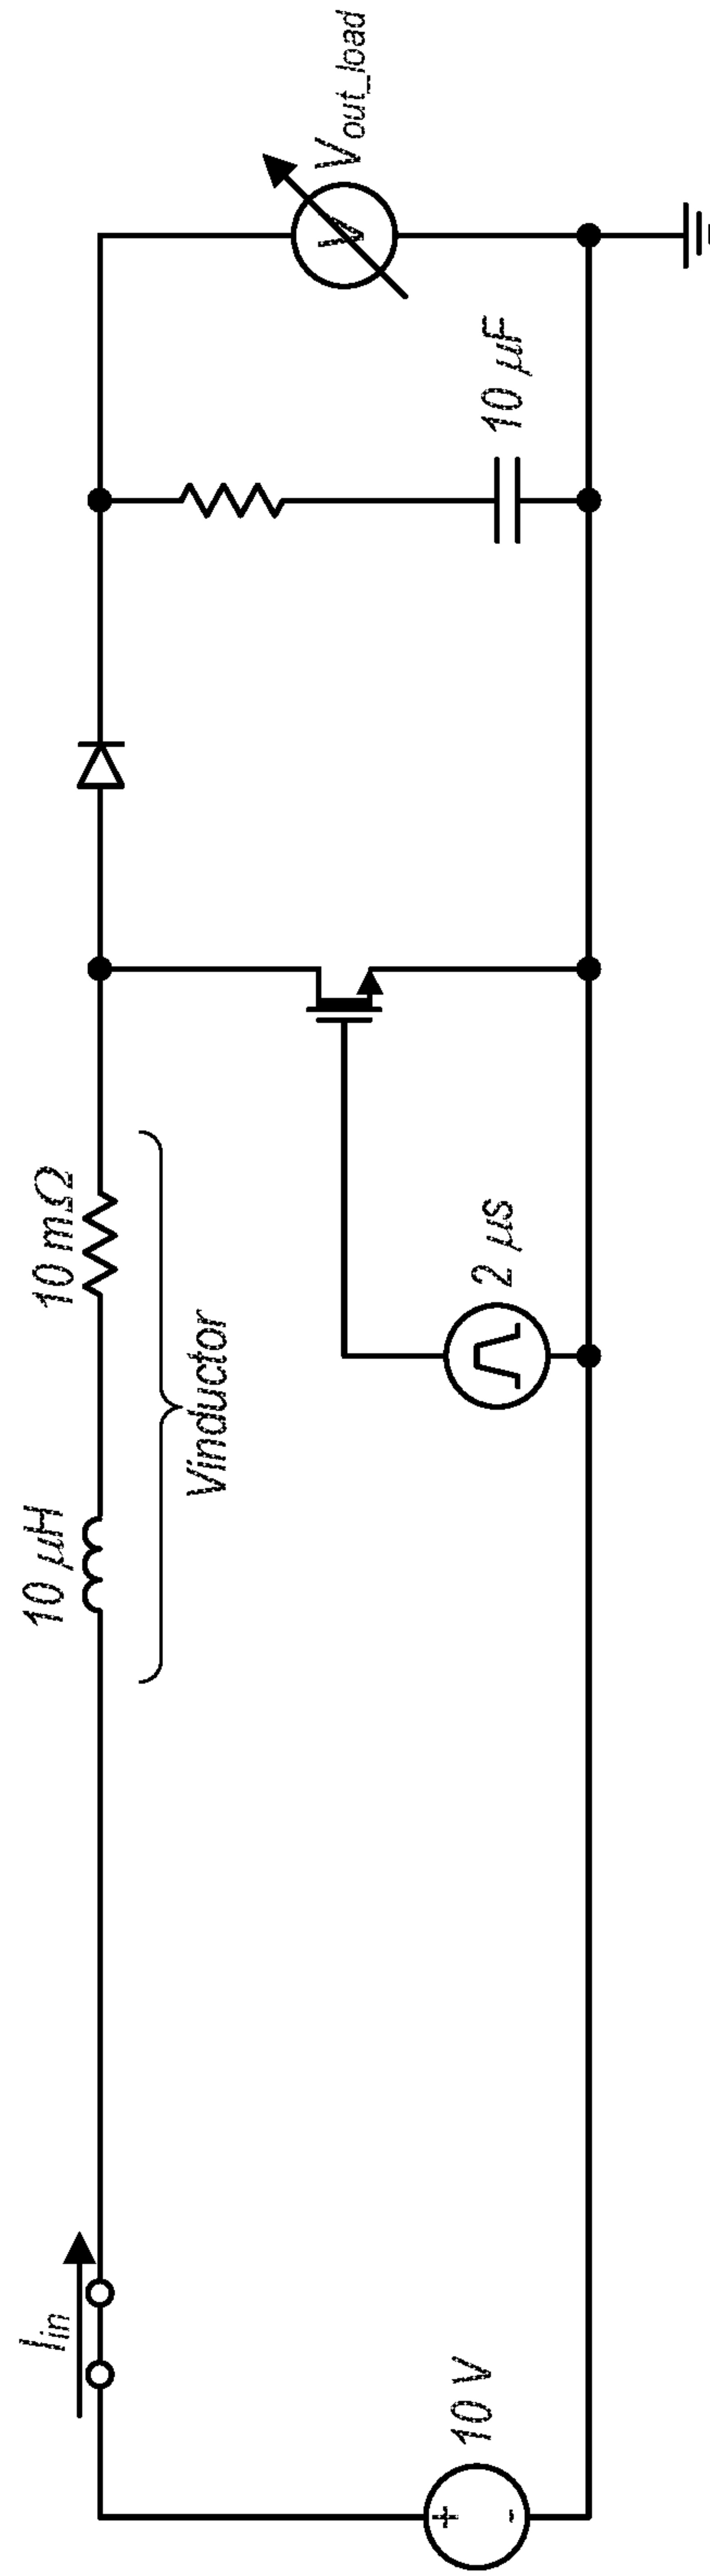 I_in
10 V
+
-
10 µH
10 mΩ
Vinductor
2 µs
10 µF
V
V_out_load